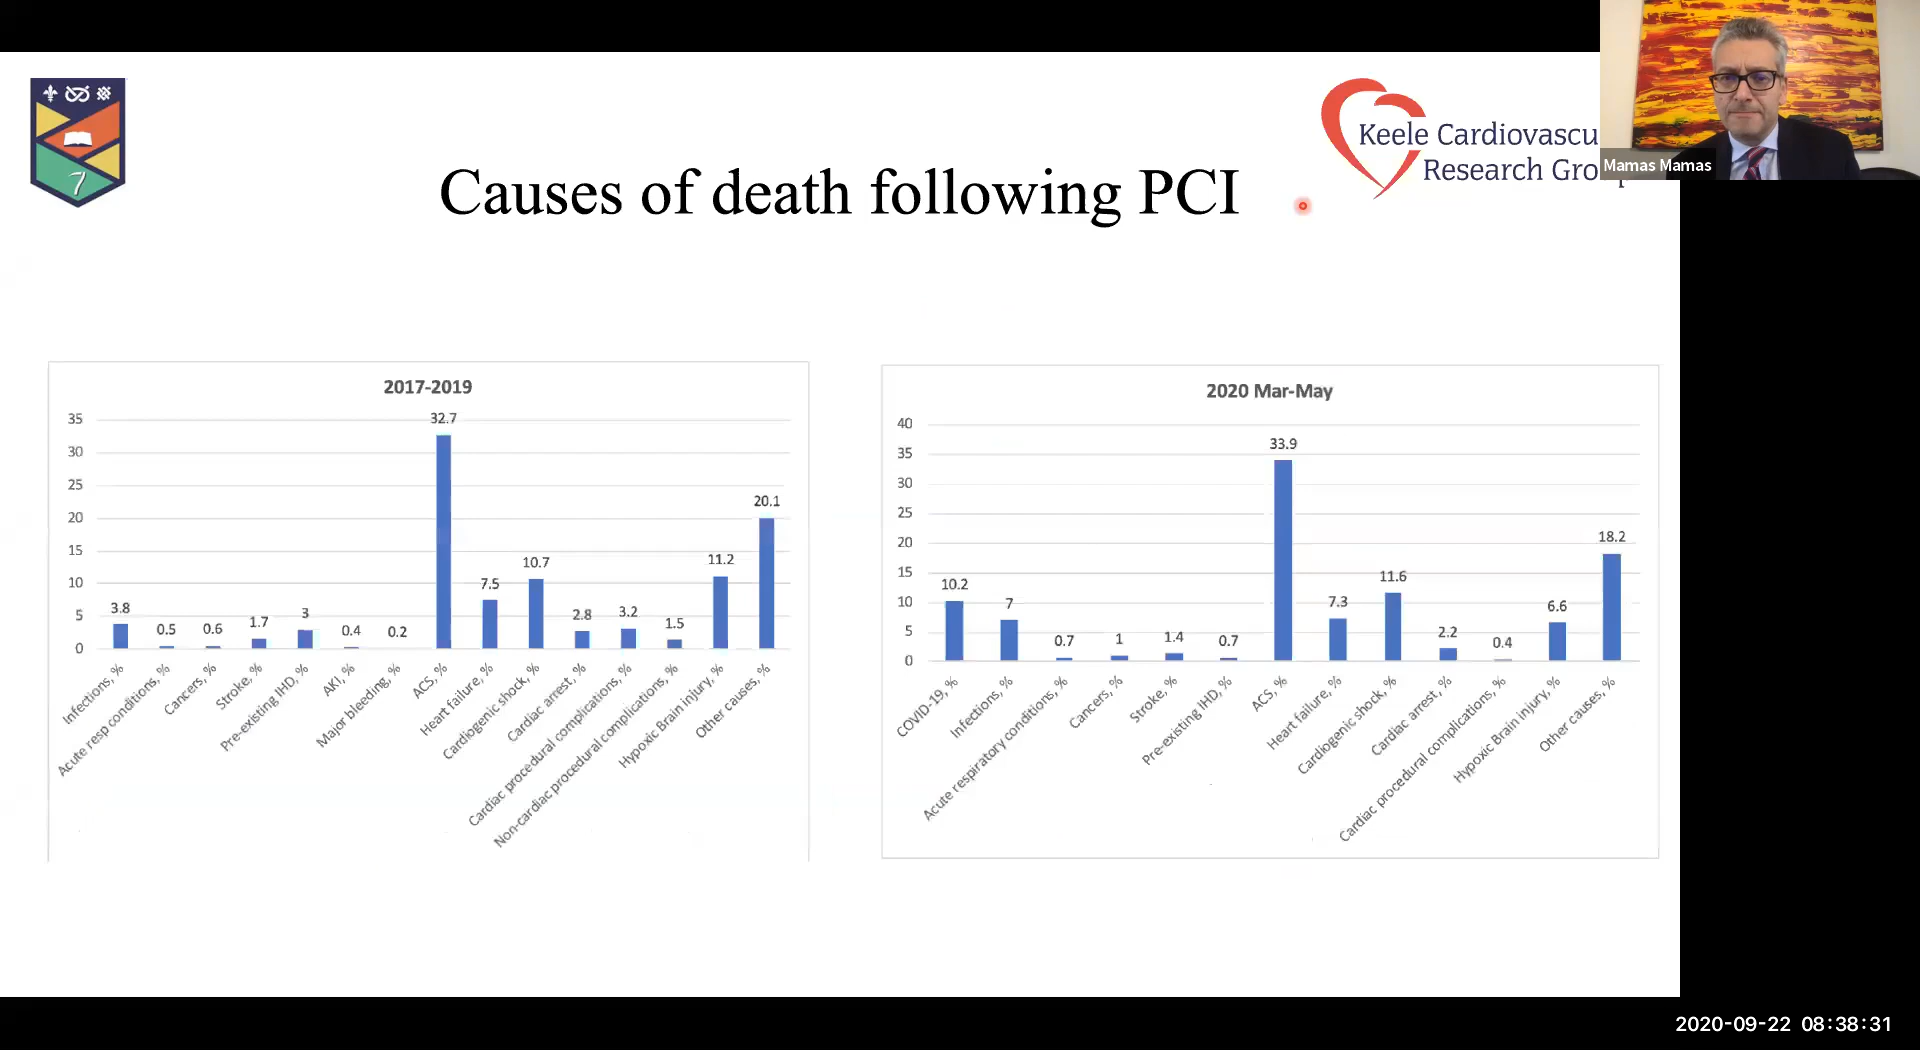 Causes of death following PCI
Keele Cardiovascu
Research Gro
Mamas Mamas
2017-2019
35
30
25
20
15
10
5
0
3.8
0.5
0.6
1.7
3
0.4
0.2
32.7
7.5
10.7
2.8
3.2
1.5
11.2
20.1
Infections, %
Acute resp conditions, %
Cancers, %
Stroke, %
Pre-existing IHD, %
AKI, %
Major bleeding, %
ACS, %
Heart failure, %
Cardiogenic shock, %
Cardiac arrest, %
Cardiac procedural complications, %
Non-cardiac procedural complications, %
Hypoxic Brain injury, %
Other causes, %
2020 Mar-May
40
35
30
25
20
15
10
5
0
10.2
7
0.7
1
1.4
0.7
33.9
7.3
11.6
2.2
0.4
6.6
18.2
COVID-19, %
Infections, %
Acute respiratory conditions, %
Cancers, %
Stroke, %
Pre-existing IHD, %
ACS, %
Heart failure, %
Cardiogenic shock, %
Cardiac arrest, %
Cardiac procedural complications, %
Hypoxic Brain injury, %
Other causes, %
2020-09-22 08:38:31